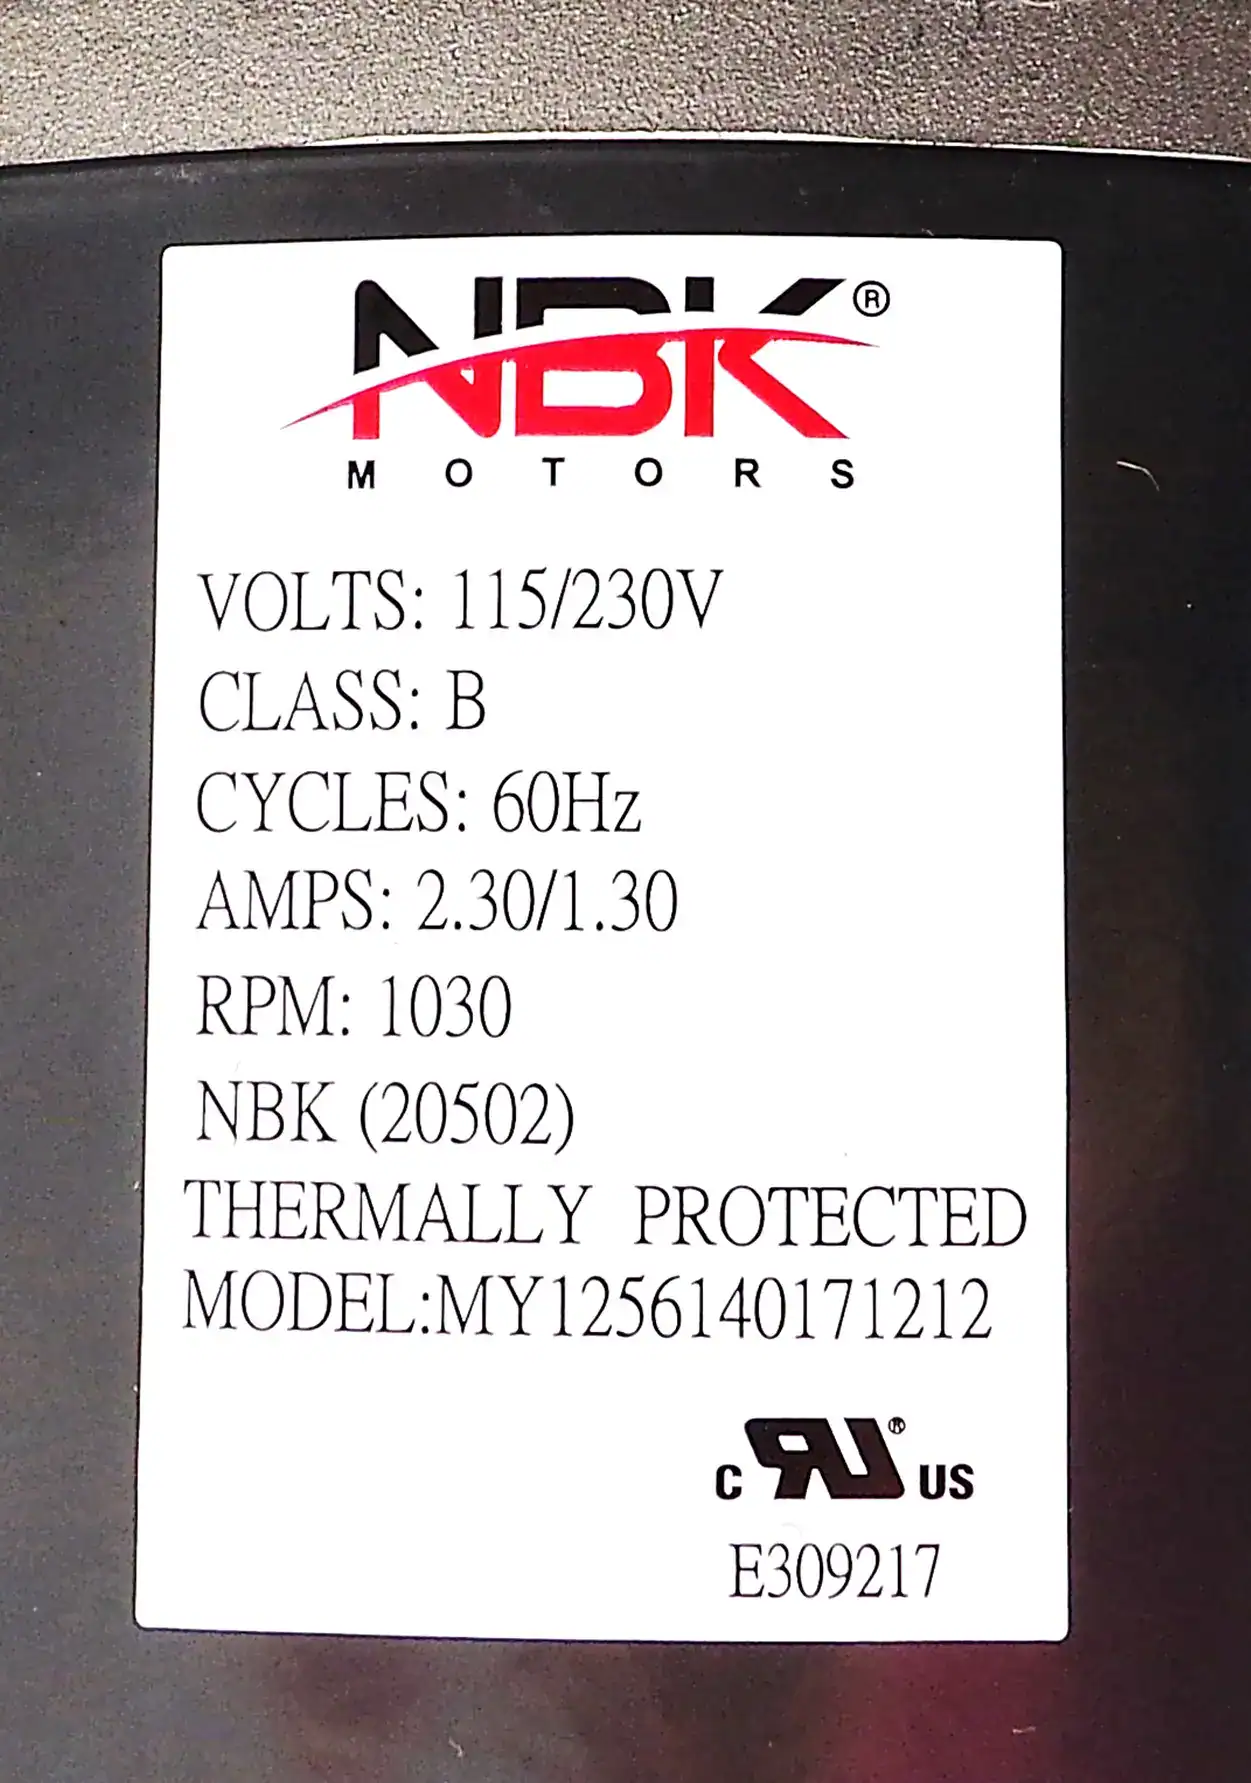 NBK®
MOTORS
VOLTS: 115/230V
CLASS: B
CYCLES: 60Hz
AMPS: 2.30/1.30
RPM: 1030
NBK (20502)
THERMALLY PROTECTED
MODEL:MY1256140171212
C RU® US
E309217